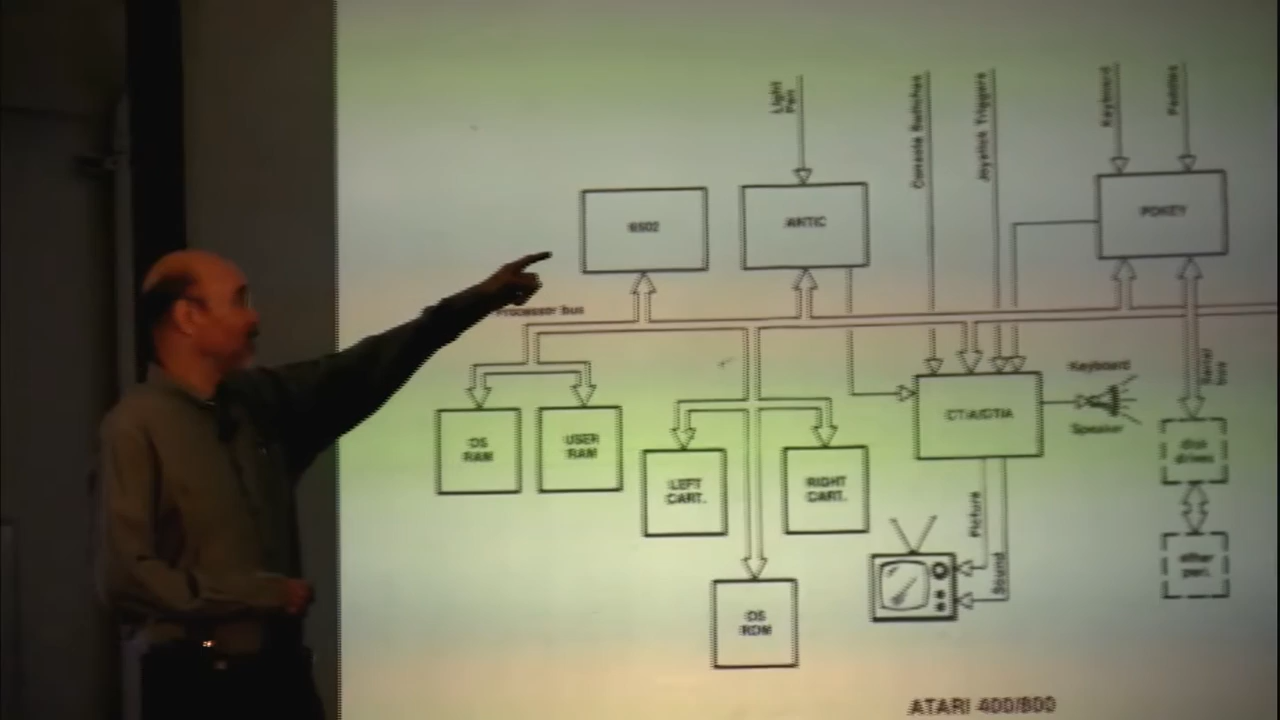 Light
Pen
Console Switches
Joystick Triggers
Keyboard
Paddles
6502
ANTIC
POKEY
Processor bus
Keyboard
Speaker
CTIA/GTIA
Serial
bus
OS
RAM
USER
RAM
LEFT
CART.
RIGHT
CART.
disk
drives
Picture
Sound
other
per.
OS
ROM
ATARI 400/800